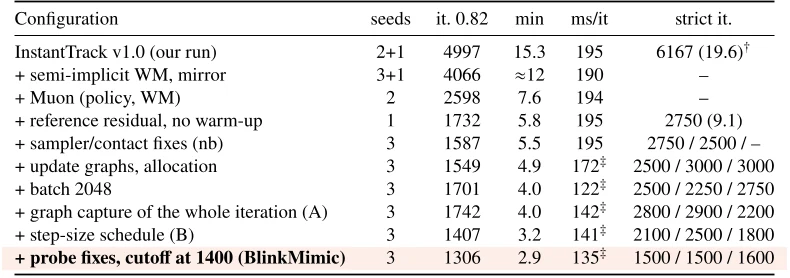 Configuration seeds it. 0.82 min ms/it strict it.
InstantTrack v1.0 (our run) 2+1 4997 15.3 195 6167 (19.6)†
+ semi-implicit WM, mirror 3+1 4066 ≈12 190 –
+ Muon (policy, WM) 2 2598 7.6 194 –
+ reference residual, no warm-up 1 1732 5.8 195 2750 (9.1)
+ sampler/contact fixes (nb) 3 1587 5.5 195 2750 / 2500 / –
+ update graphs, allocation 3 1549 4.9 172‡ 2500 / 3000 / 3000
+ batch 2048 3 1701 4.0 122‡ 2500 / 2250 / 2750
+ graph capture of the whole iteration (A) 3 1742 4.0 142‡ 2800 / 2900 / 2200
+ step-size schedule (B) 3 1407 3.2 141‡ 2100 / 2500 / 1800
+ probe fixes, cutoff at 1400 (BlinkMimic) 3 1306 2.9 135‡ 1500 / 1500 / 1600